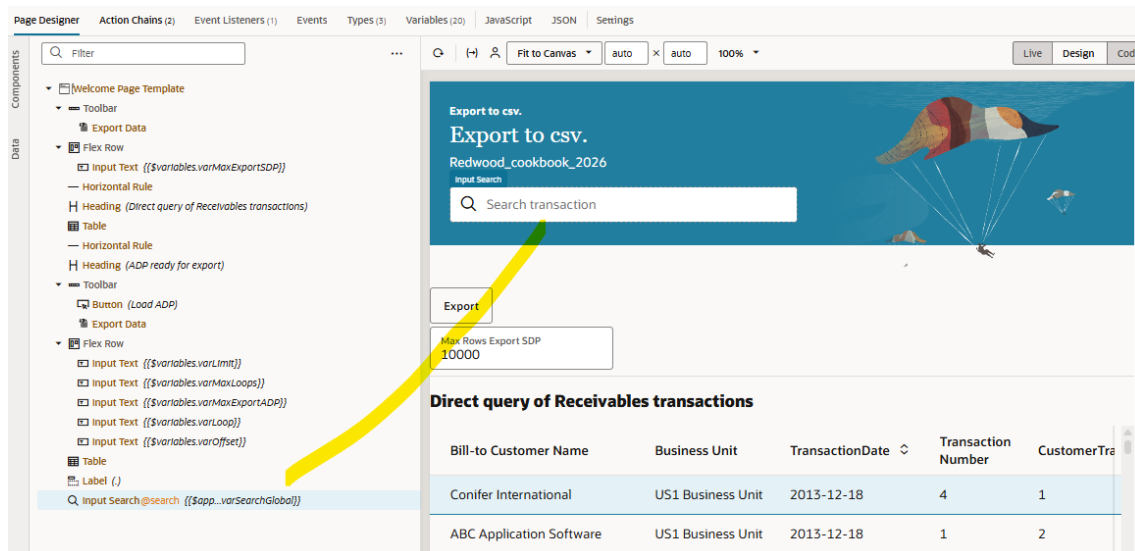 Page Designer Action Chains (2) Event Listeners (1) Events Types (3) Variables (20) JavaScript JSON Settings
Components
Data
Filter
Welcome Page Template
Toolbar
Export Data
Flex Row
Input Text {{$variables.varMaxExportSDP}}
Horizontal Rule
Heading (Direct query of Receivables transactions)
Table
Horizontal Rule
Heading (ADP ready for export)
Toolbar
Button (Load ADP)
Export Data
Flex Row
Input Text {{$variables.varLimit}}
Input Text {{$variables.varMaxLoops}}
Input Text {{$variables.varMaxExportADP}}
Input Text {{$variables.varLoop}}
Input Text {{$variables.varOffset}}
Table
Label (.)
Input Search @search {{$app...varSearchGlobal}}
Fit to Canvas auto × auto 100% Live Design Cod
Export to csv.
Export to csv.
Redwood_cookbook_2026
Input Search
Search transaction
Export
Max Rows Export SDP
10000
Direct query of Receivables transactions
Bill-to Customer Name Business Unit TransactionDate Transaction Number CustomerTra
Conifer International US1 Business Unit 2013-12-18 4 1
ABC Application Software US1 Business Unit 2013-12-18 1 2